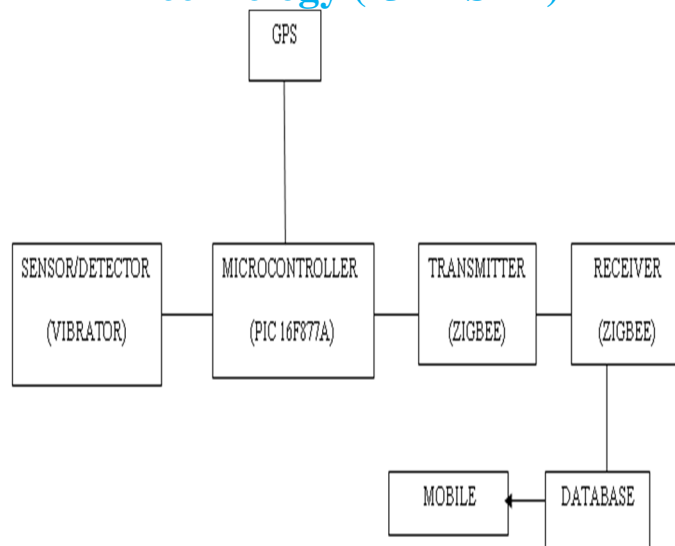 GPS
SENSOR/DETECTOR
(VIBRATOR)
MICROCONTROLLER
(PIC 16F877A)
TRANSMITTER
(ZIGBEE)
RECEIVER
(ZIGBEE)
MOBILE
DATABASE